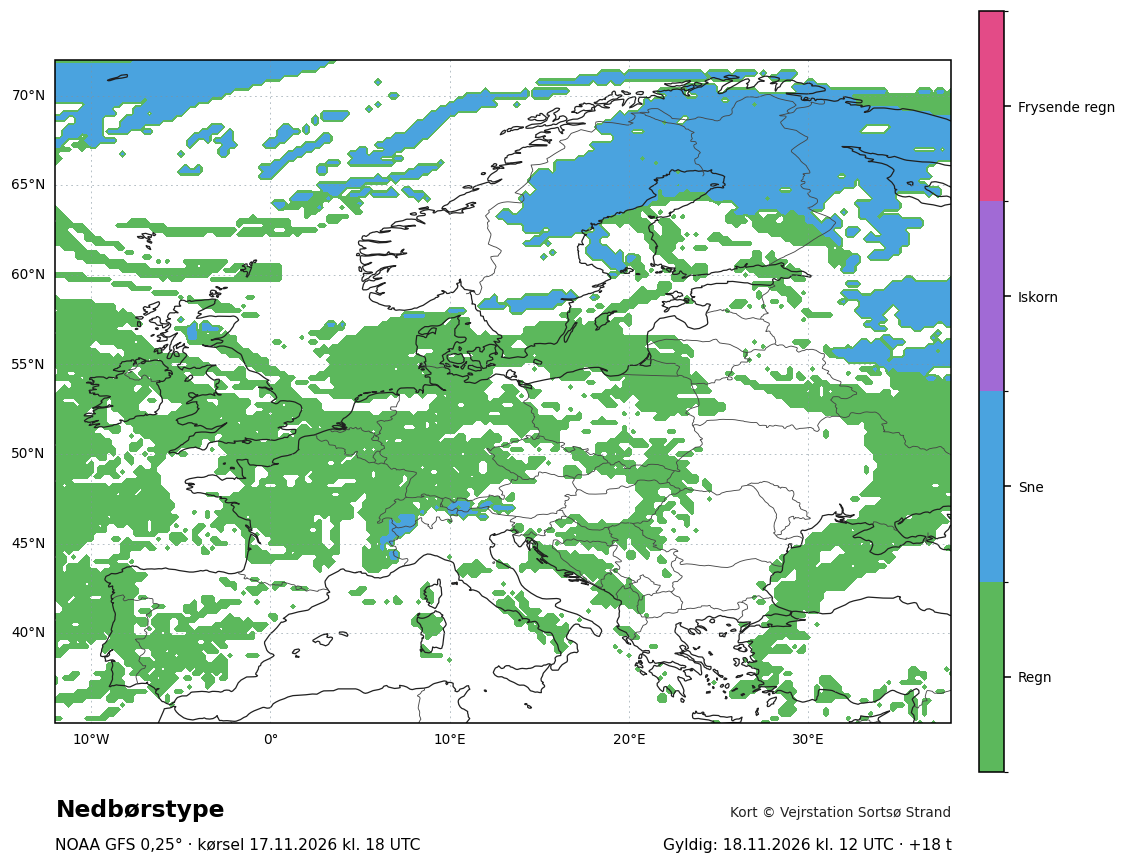 70°N
65°N
60°N
55°N
50°N
45°N
40°N
10°W
0°
10°E
20°E
30°E
Frysende regn
Iskorn
Sne
Regn
Nedbørstype
Kort © Vejrstation Sortsø Strand
NOAA GFS 0,25° · kørsel 17.11.2026 kl. 18 UTC
Gyldig: 18.11.2026 kl. 12 UTC · +18 t